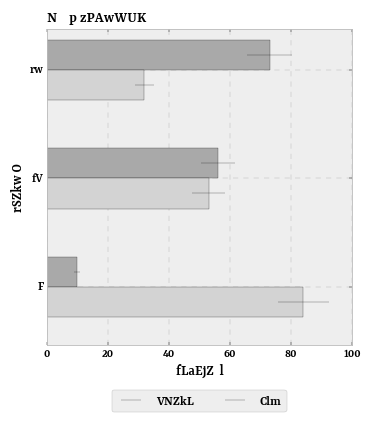 N p zPAwWUK
rw
fV
F
rSZkw O
0 20 40 60 80 100
fLaEjZ l
VNZkL Clm